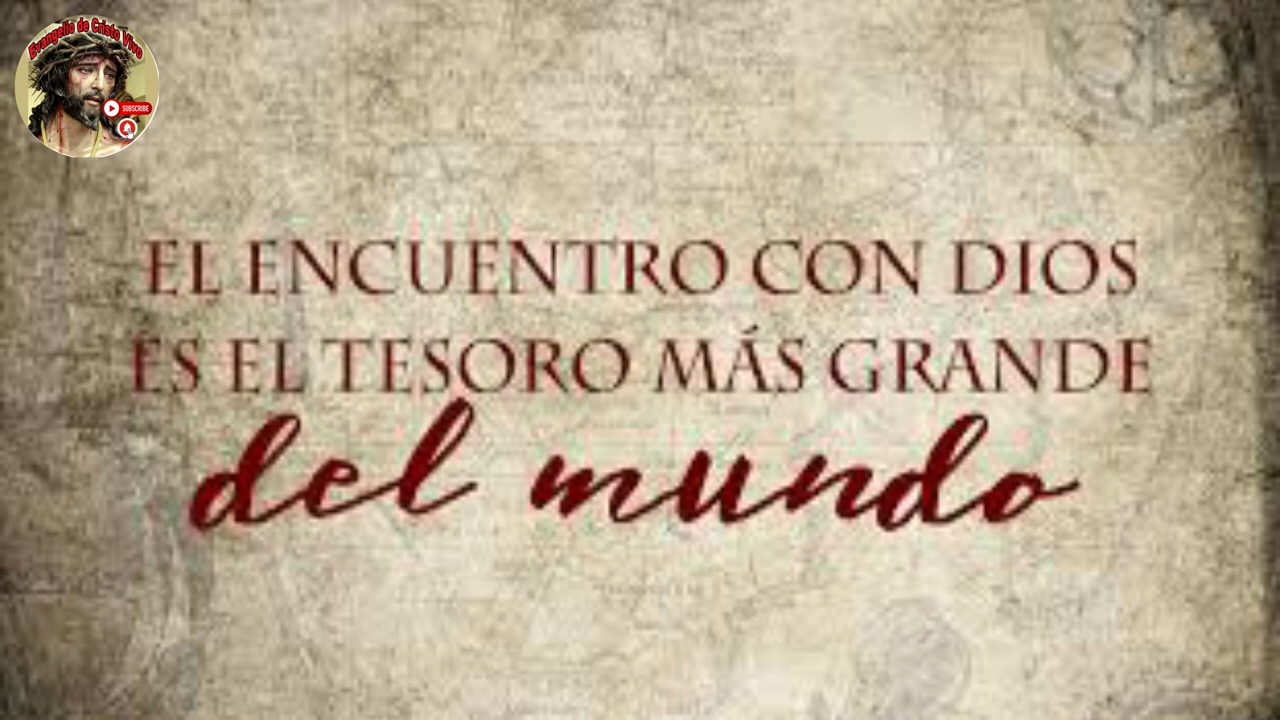 Evangelio de Cristo Vivo
SUBSCRIBE
EL ENCUENTRO CON DIOS
ES EL TESORO MÁS GRANDE
del mundo